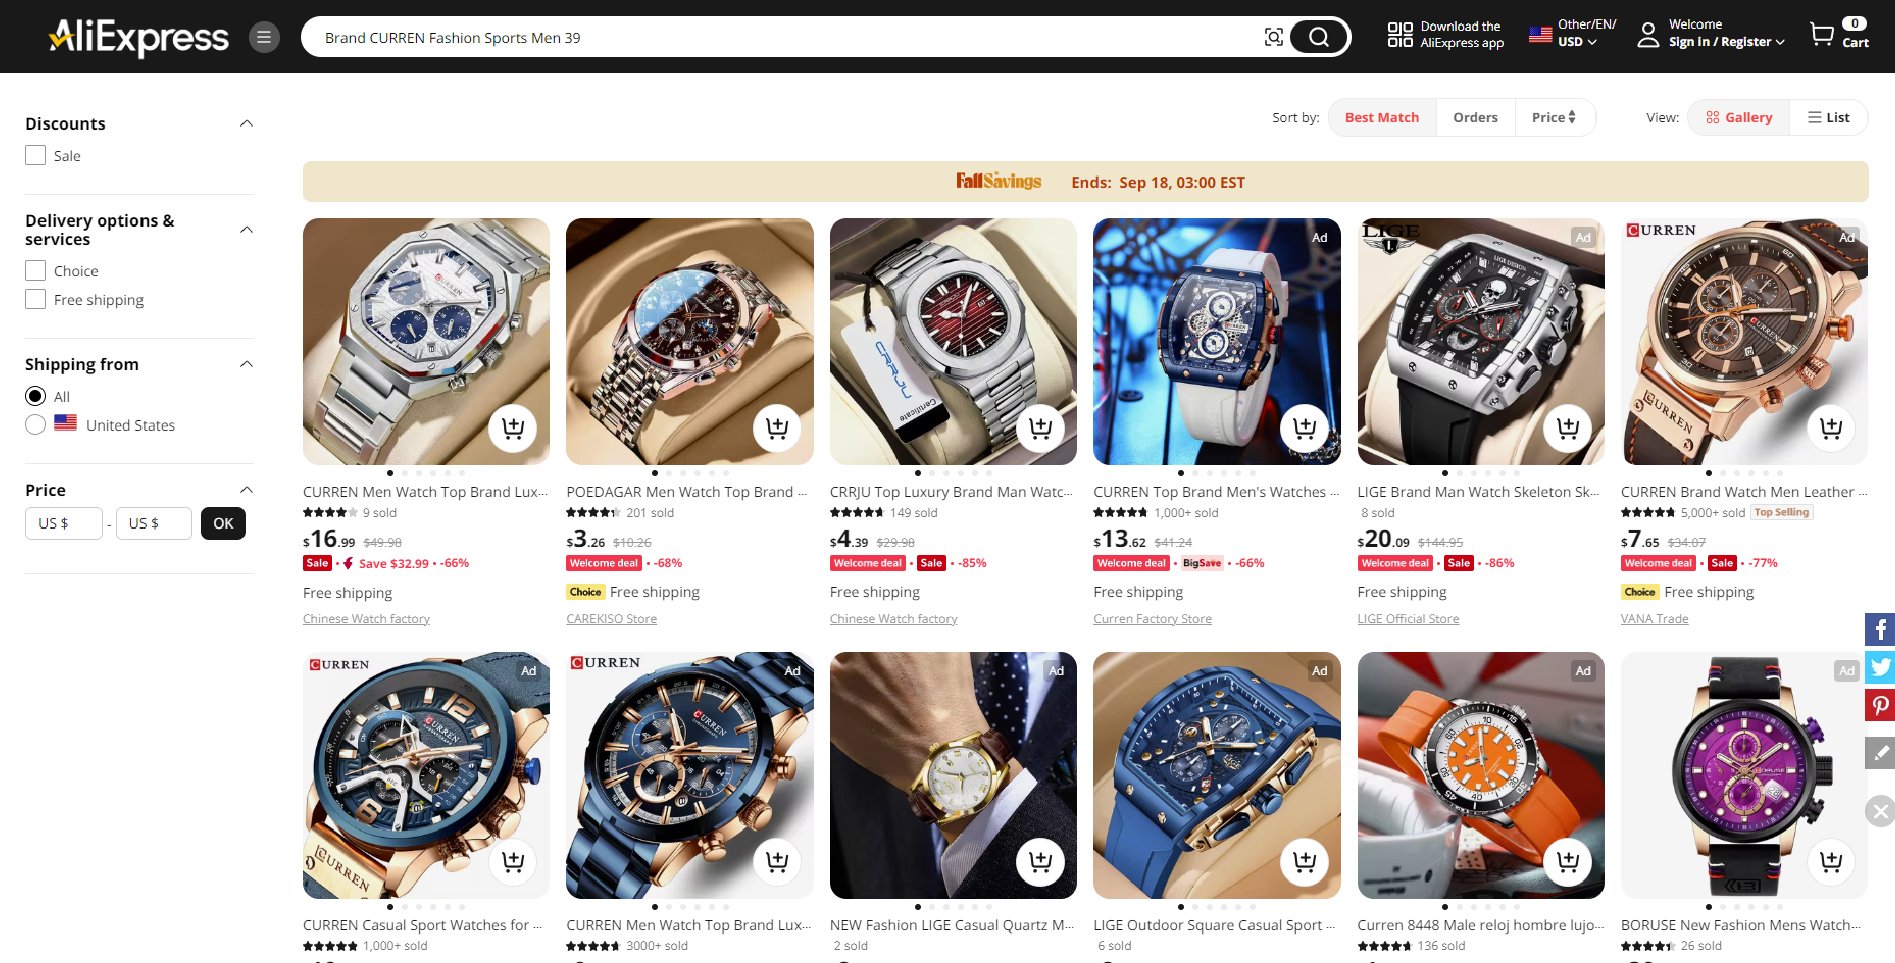 AliExpress
Brand CURREN Fashion Sports Men 39
Download the
AliExpress app
Other/EN/
USD
Welcome
Sign in / Register
0
Cart
Discounts
Sale
Delivery options &
services
Choice
Free shipping
Shipping from
All
United States
Price
US $ - US $ OK
Sort by: Best Match Orders Price
View: Gallery List
Fall Savings Ends: Sep 18, 03:00 EST
CURREN Men Watch Top Brand Lux...
9 sold
$16.99 $49.98
Sale · Save $32.99 · -66%
Free shipping
Chinese Watch factory
POEDAGAR Men Watch Top Brand ...
201 sold
$3.26 $10.26
Welcome deal · -68%
Choice Free shipping
CAREKISO Store
CRRJU
Certificate
CRRJU Top Luxury Brand Man Watc...
149 sold
$4.39 $29.98
Welcome deal · Sale · -85%
Free shipping
Chinese Watch factory
Ad
CURREN
CURREN Top Brand Men's Watches ...
1,000+ sold
$13.62 $41.24
Welcome deal · BigSave · -66%
Free shipping
Curren Factory Store
LIGE
L
Ad
LIGE DESIGN
LIGE Brand Man Watch Skeleton Sk...
8 sold
$20.09 $144.95
Welcome deal · Sale · -86%
Free shipping
LIGE Official Store
CURREN
Ad
CURREN
CURREN
CURREN Brand Watch Men Leather ...
5,000+ sold Top Selling
$7.65 $34.07
Welcome deal · Sale · -77%
Choice Free shipping
VANA Trade
CURREN
Ad
CURREN
CURREN
CURREN Casual Sport Watches for ...
1,000+ sold
CURREN
Ad
CURREN
CURREN Men Watch Top Brand Lux...
3000+ sold
Ad
NEW Fashion LIGE Casual Quartz M...
2 sold
Ad
LIGE Outdoor Square Casual Sport ...
6 sold
Ad
Curren 8448 Male reloj hombre lujo...
136 sold
Ad
BORUSE New Fashion Mens Watch...
26 sold